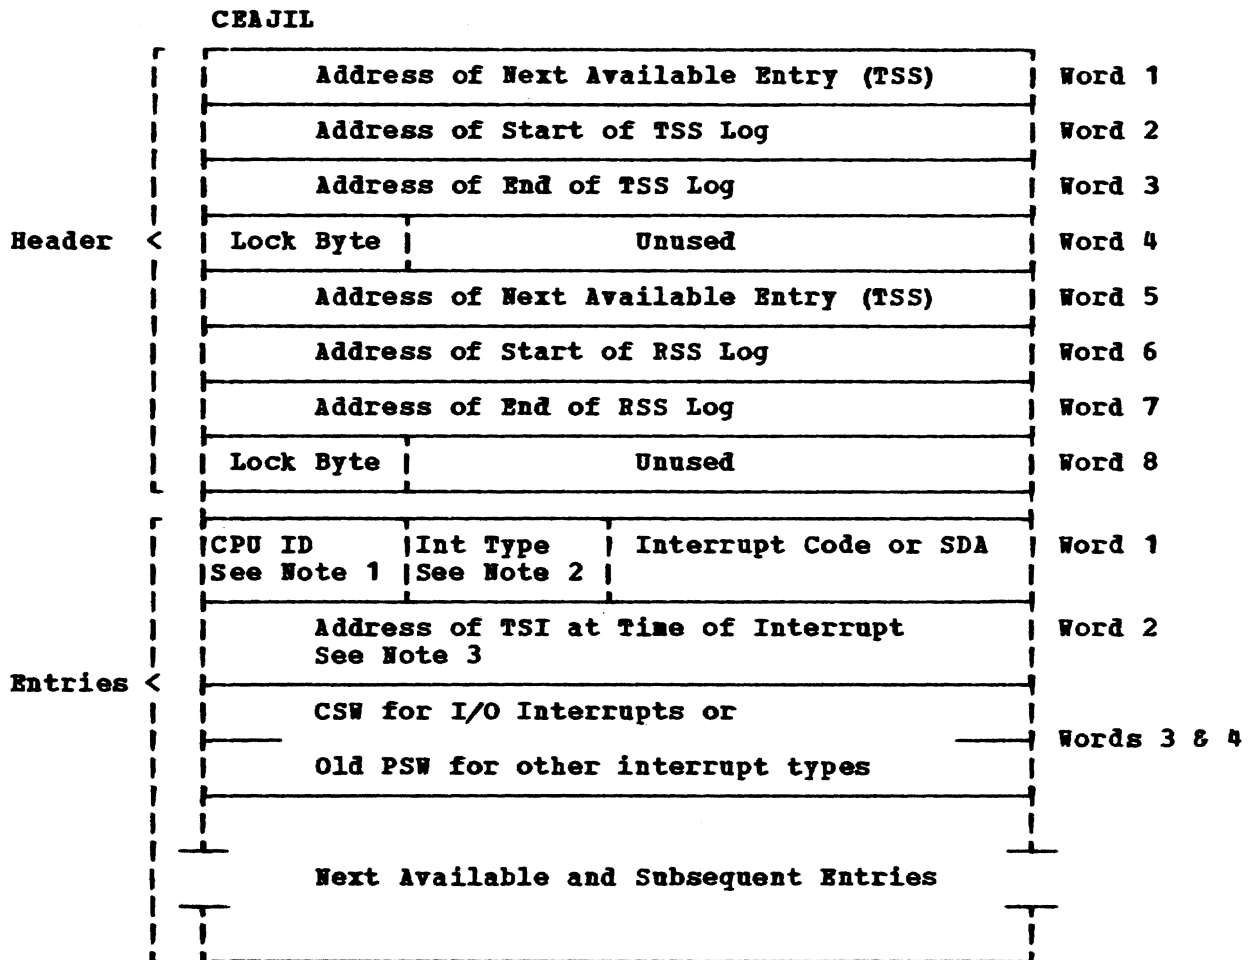 CEAJIL
Address of Next Available Entry (TSS) Word 1
Address of Start of TSS Log Word 2
Address of End of TSS Log Word 3
Header < Lock Byte Unused Word 4
Address of Next Available Entry (TSS) Word 5
Address of Start of RSS Log Word 6
Address of End of RSS Log Word 7
Lock Byte Unused Word 8
CPU ID Int Type Interrupt Code or SDA Word 1
See Note 1 See Note 2
Address of TSI at Time of Interrupt Word 2
See Note 3
Entries <
CSW for I/O Interrupts or
Words 3 & 4
Old PSW for other interrupt types
Next Available and Subsequent Entries